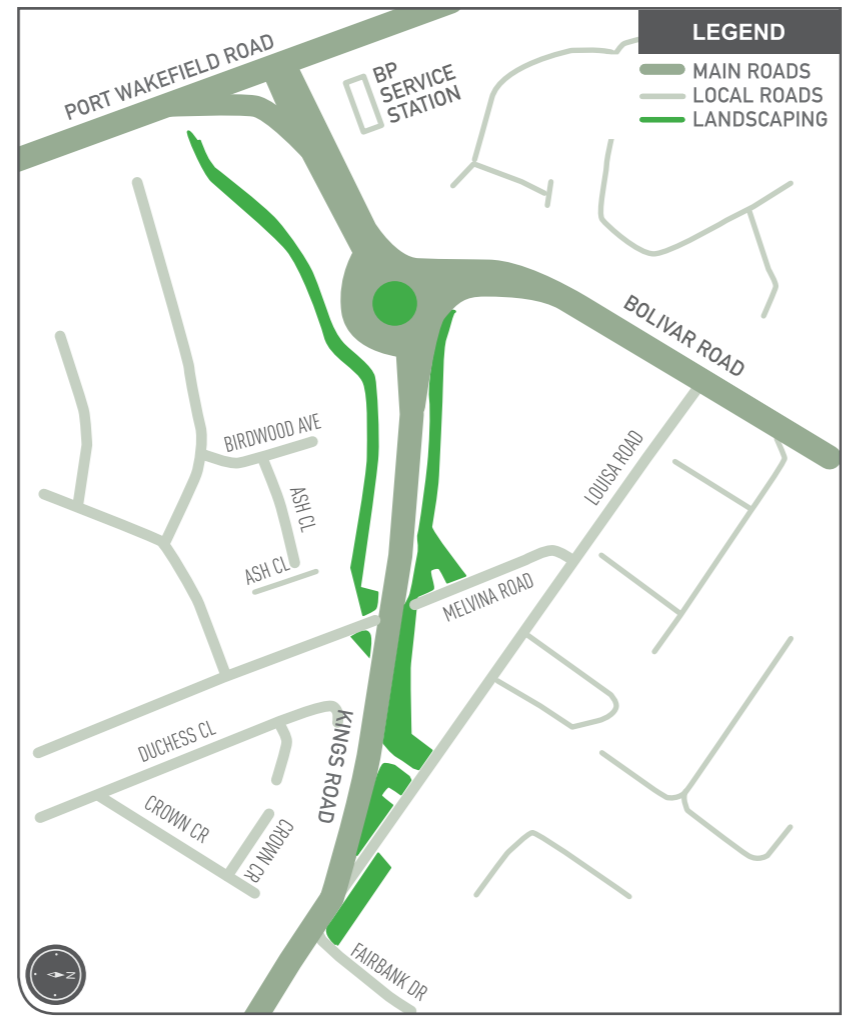 LEGEND
MAIN ROADS
LOCAL ROADS
LANDSCAPING
PORT WAKEFIELD ROAD
BP
SERVICE
STATION
BOLIVAR ROAD
BIRDWOOD AVE
LOUISA ROAD
ASH CL
ASH CL
MELVINA ROAD
DUCHESS CL
KINGS ROAD
CROWN CR
CROWN CR
FAIRBANK DR
N